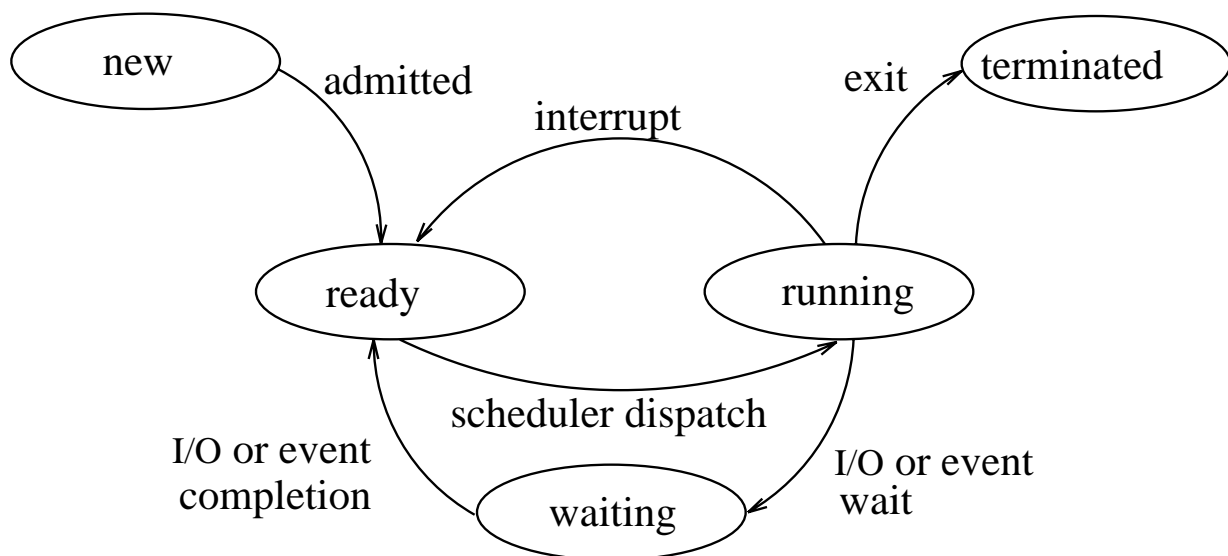 new
admitted
exit
terminated
interrupt
ready
running
scheduler dispatch
I/O or event
completion
waiting
I/O or event
wait